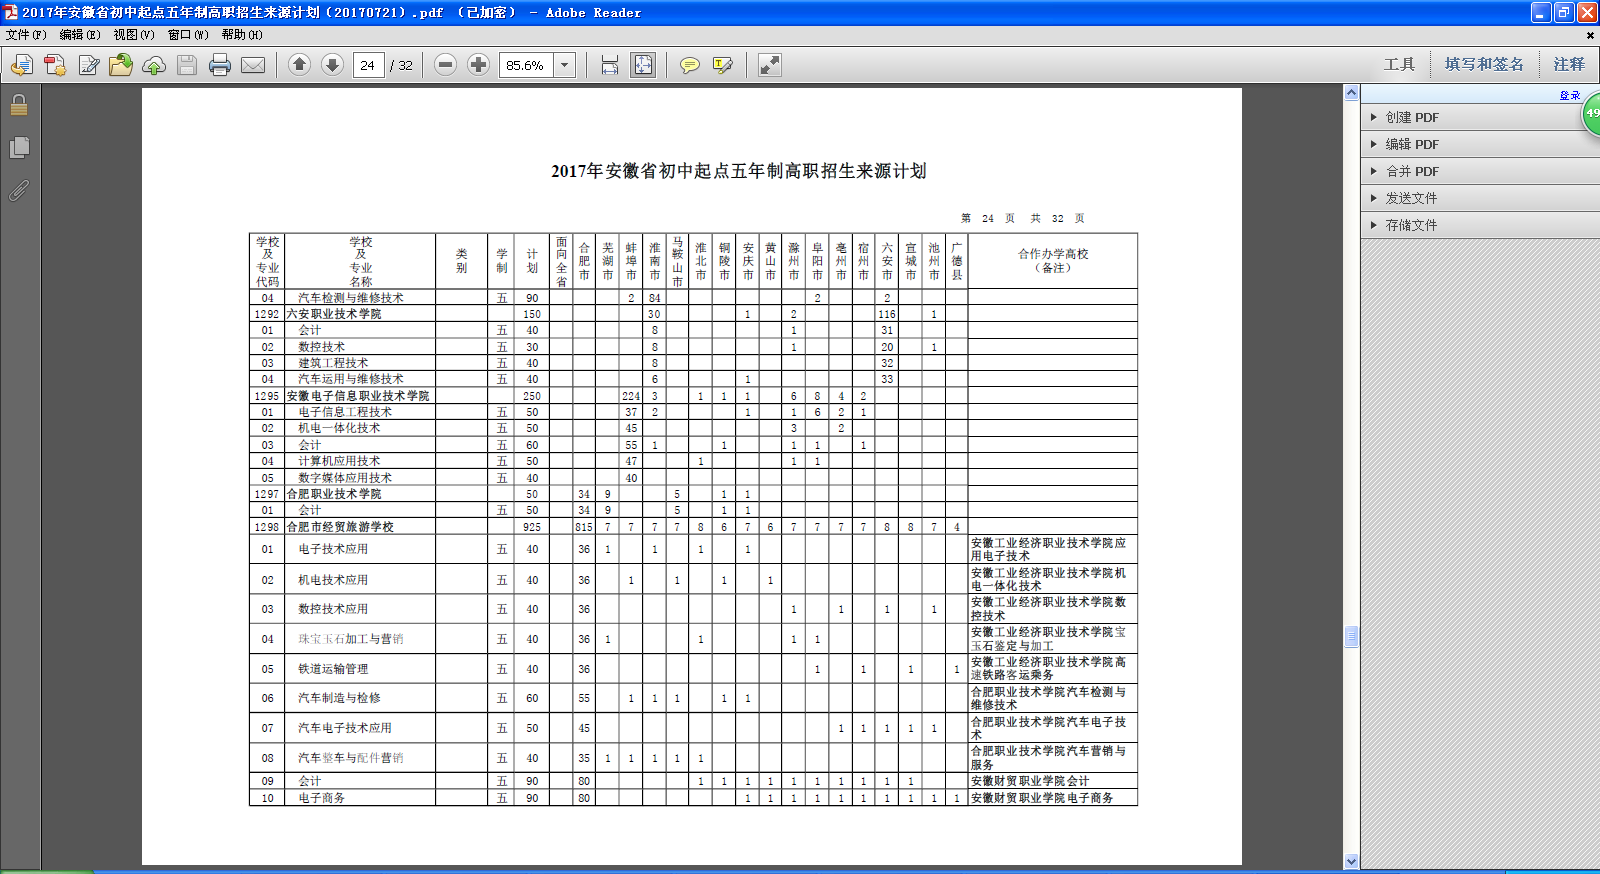 2017年安徽省初中起点五年制高职招生来源计划（20170721）.pdf （已加密） - Adobe Reader
文件(F) 编辑(E) 视图(V) 窗口(W) 帮助(H)
24 / 32 85.6% 工具 填写和签名 注释
登录
49
创建 PDF
编辑 PDF
合并 PDF
发送文件
存储文件
2017年安徽省初中起点五年制高职招生来源计划
第 24 页 共 32 页
学校及专业代码 学校及专业名称 类别 学制 计划 面向全省 合肥市 芜湖市 蚌埠市 淮南市 马鞍山市 淮北市 铜陵市 安庆市 黄山市 滁州市 阜阳市 亳州市 宿州市 六安市 宣城市 池州市 广德县 合作办学高校（备注）
04 汽车检测与维修技术 五 90 2 84 2 2
1292 六安职业技术学院 150 30 1 2 116 1
01 会计 五 40 8 1 31
02 数控技术 五 30 8 1 20 1
03 建筑工程技术 五 40 8 32
04 汽车运用与维修技术 五 40 6 1 33
1295 安徽电子信息职业技术学院 250 224 3 1 1 1 6 8 4 2
01 电子信息工程技术 五 50 37 2 1 1 6 2 1
02 机电一体化技术 五 50 45 3 2
03 会计 五 60 55 1 1 1 1 1
04 计算机应用技术 五 50 47 1 1 1
05 数字媒体应用技术 五 40 40
1297 合肥职业技术学院 50 34 9 5 1 1
01 会计 五 50 34 9 5 1 1
1298 合肥市经贸旅游学校 925 815 7 7 7 7 8 6 7 6 7 7 7 7 8 8 7 4
01 电子技术应用 五 40 36 1 1 1 1 安徽工业经济职业技术学院应
用电子技术
02 机电技术应用 五 40 36 1 1 1 1 安徽工业经济职业技术学院机
电一体化技术
03 数控技术应用 五 40 36 1 1 1 1 安徽工业经济职业技术学院数
控技术
04 珠宝玉石加工与营销 五 40 36 1 1 1 1 安徽工业经济职业技术学院宝
玉石鉴定与加工
05 铁道运输管理 五 40 36 1 1 1 1 安徽工业经济职业技术学院高
速铁路客运乘务
06 汽车制造与检修 五 60 55 1 1 1 1 1 合肥职业技术学院汽车检测与
维修技术
07 汽车电子技术应用 五 50 45 1 1 1 1 1 合肥职业技术学院汽车电子技
术
08 汽车整车与配件营销 五 40 35 1 1 1 1 1 合肥职业技术学院汽车营销与
服务
09 会计 五 90 80 1 1 1 1 1 1 1 1 1 1 安徽财贸职业学院会计
10 电子商务 五 90 80 1 1 1 1 1 1 1 1 1 1 安徽财贸职业学院电子商务